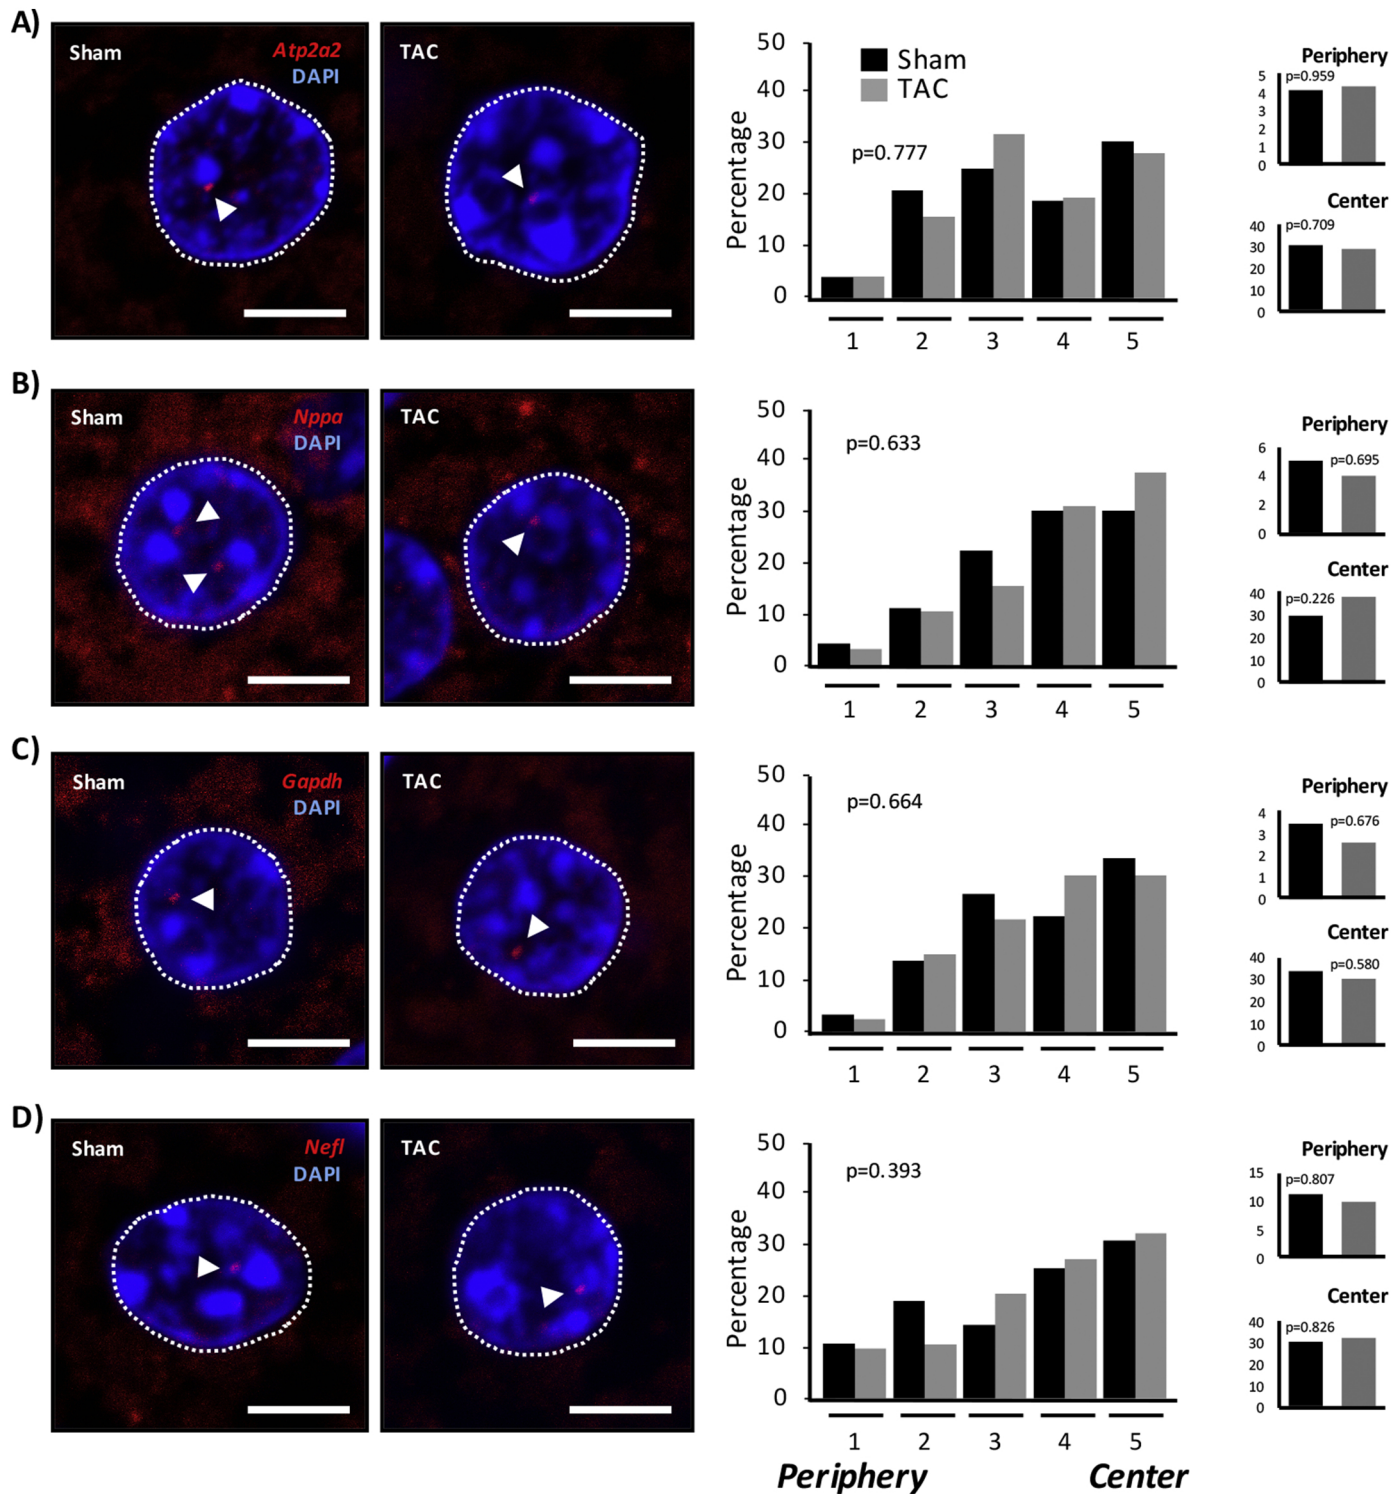 A)
Sham
Atp2a2
DAPI
TAC
50
40
30
20
10
0
Percentage
Sham
TAC
p=0.777
1 2 3 4 5
Periphery
p=0.959
5
4
3
2
1
0
Center
p=0.709
40
30
20
10
0
B)
Sham
Nppa
DAPI
TAC
50
40
30
20
10
0
Percentage
p=0.633
1 2 3 4 5
Periphery
p=0.695
6
4
2
0
Center
p=0.226
40
30
20
10
0
C)
Sham
Gapdh
DAPI
TAC
50
40
30
20
10
0
Percentage
p=0.664
1 2 3 4 5
Periphery
p=0.676
4
3
2
1
0
Center
p=0.580
40
30
20
10
0
D)
Sham
Nefl
DAPI
TAC
50
40
30
20
10
0
Percentage
p=0.393
1 2 3 4 5
Periphery Center
Periphery
p=0.807
15
10
5
0
Center
p=0.826
40
30
20
10
0